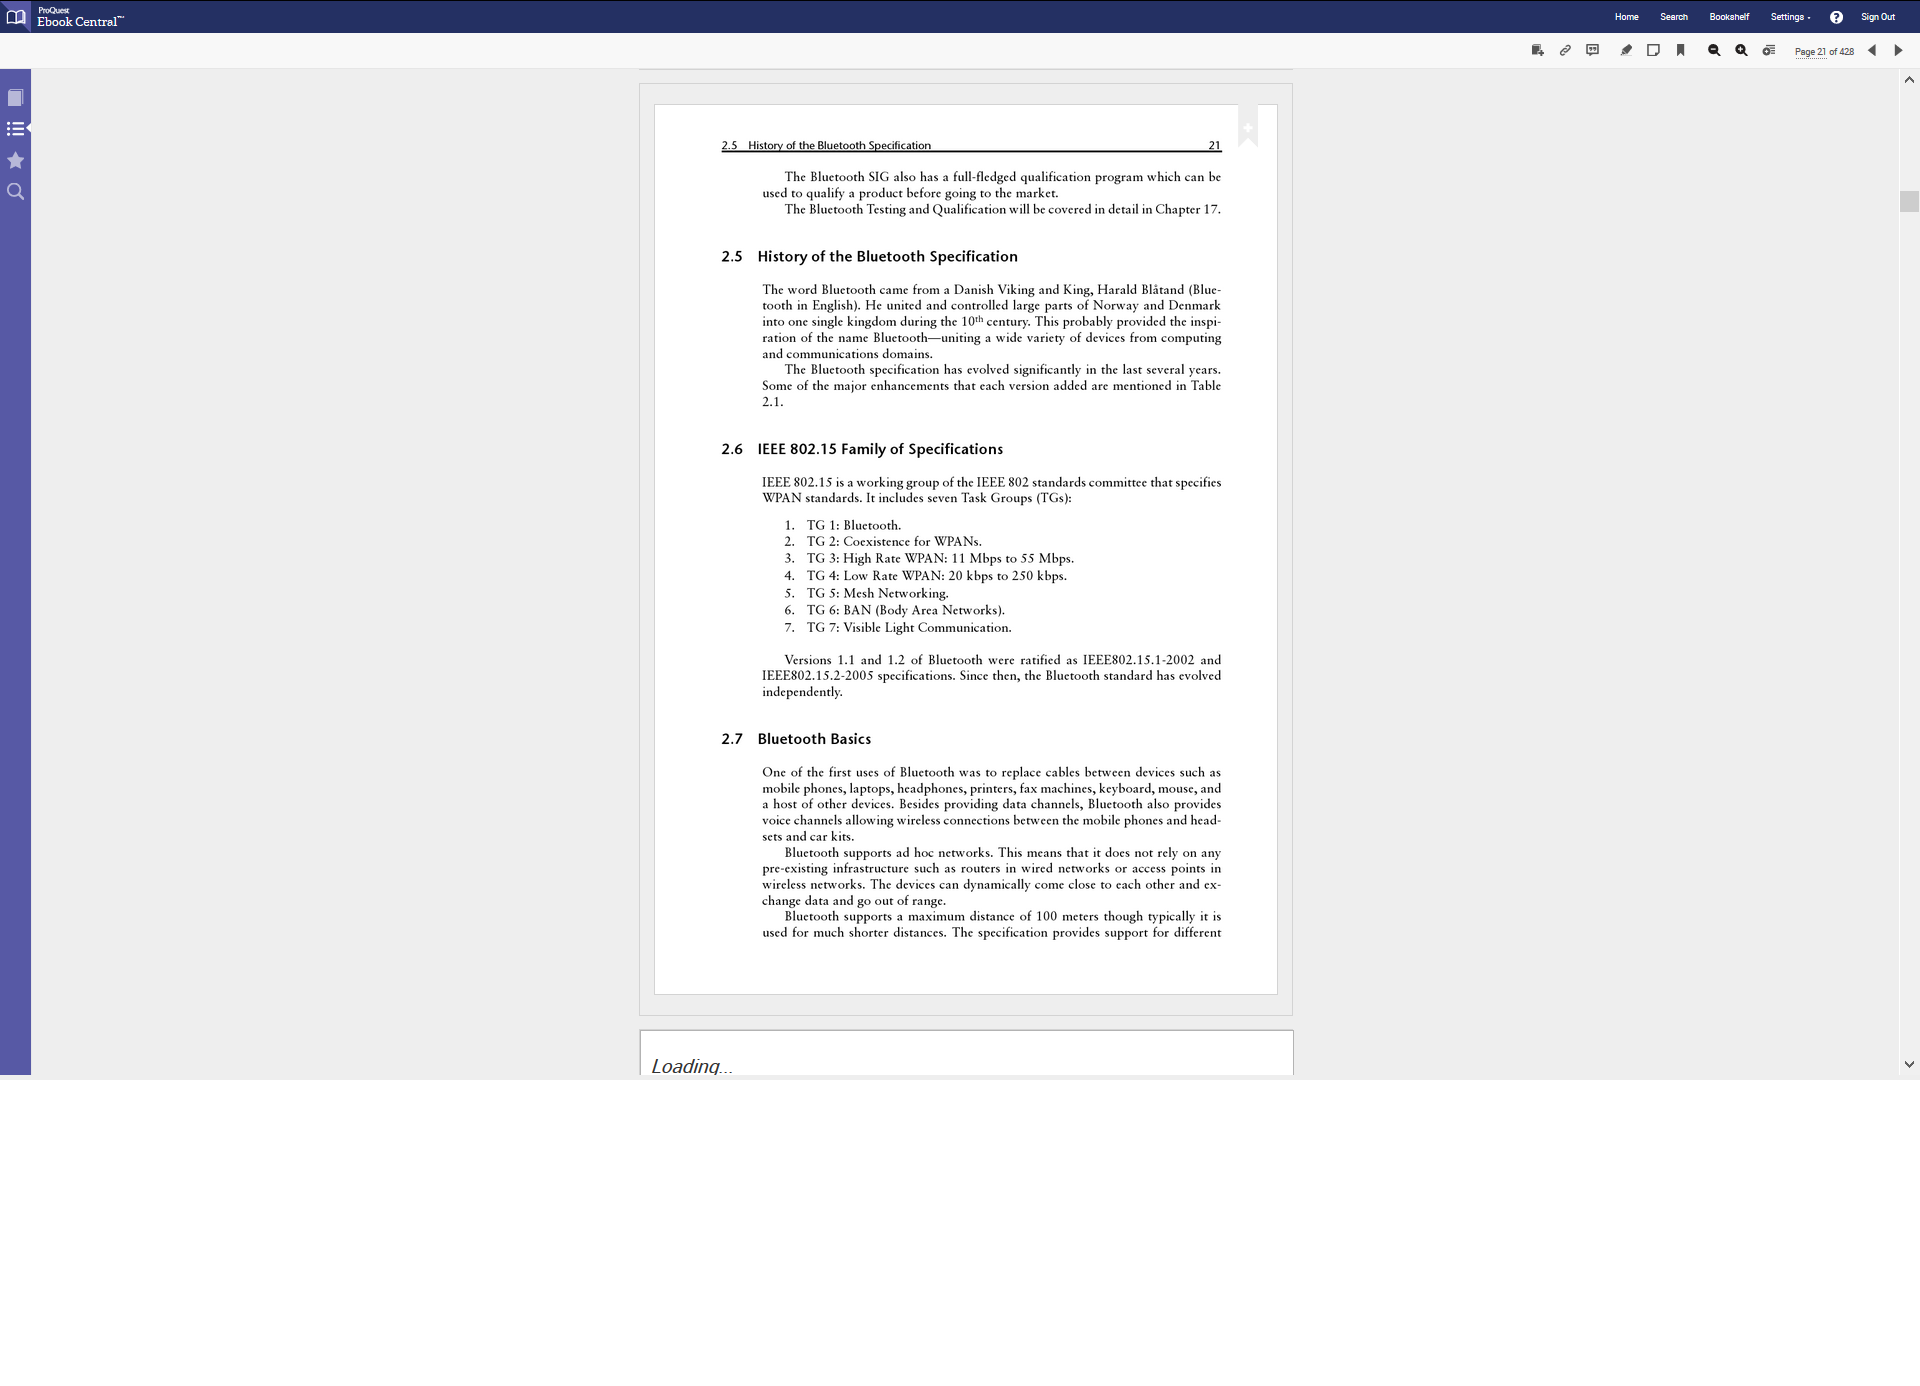 ProQuest
Ebook Central™
Home Search Bookshelf Settings Sign Out
Page 21 of 428
2.5 History of the Bluetooth Specification 21
The Bluetooth SIG also has a full-fledged qualification program which can be
used to qualify a product before going to the market.
The Bluetooth Testing and Qualification will be covered in detail in Chapter 17.
2.5 History of the Bluetooth Specification
The word Bluetooth came from a Danish Viking and King, Harald Blåtand (Blue-
tooth in English). He united and controlled large parts of Norway and Denmark
into one single kingdom during the 10th century. This probably provided the inspi-
ration of the name Bluetooth—uniting a wide variety of devices from computing
and communications domains.
The Bluetooth specification has evolved significantly in the last several years.
Some of the major enhancements that each version added are mentioned in Table
2.1.
2.6 IEEE 802.15 Family of Specifications
IEEE 802.15 is a working group of the IEEE 802 standards committee that specifies
WPAN standards. It includes seven Task Groups (TGs):
1. TG 1: Bluetooth.
2. TG 2: Coexistence for WPANs.
3. TG 3: High Rate WPAN: 11 Mbps to 55 Mbps.
4. TG 4: Low Rate WPAN: 20 kbps to 250 kbps.
5. TG 5: Mesh Networking.
6. TG 6: BAN (Body Area Networks).
7. TG 7: Visible Light Communication.
Versions 1.1 and 1.2 of Bluetooth were ratified as IEEE802.15.1-2002 and
IEEE802.15.2-2005 specifications. Since then, the Bluetooth standard has evolved
independently.
2.7 Bluetooth Basics
One of the first uses of Bluetooth was to replace cables between devices such as
mobile phones, laptops, headphones, printers, fax machines, keyboard, mouse, and
a host of other devices. Besides providing data channels, Bluetooth also provides
voice channels allowing wireless connections between the mobile phones and head-
sets and car kits.
Bluetooth supports ad hoc networks. This means that it does not rely on any
pre-existing infrastructure such as routers in wired networks or access points in
wireless networks. The devices can dynamically come close to each other and ex-
change data and go out of range.
Bluetooth supports a maximum distance of 100 meters though typically it is
used for much shorter distances. The specification provides support for different
Loading...